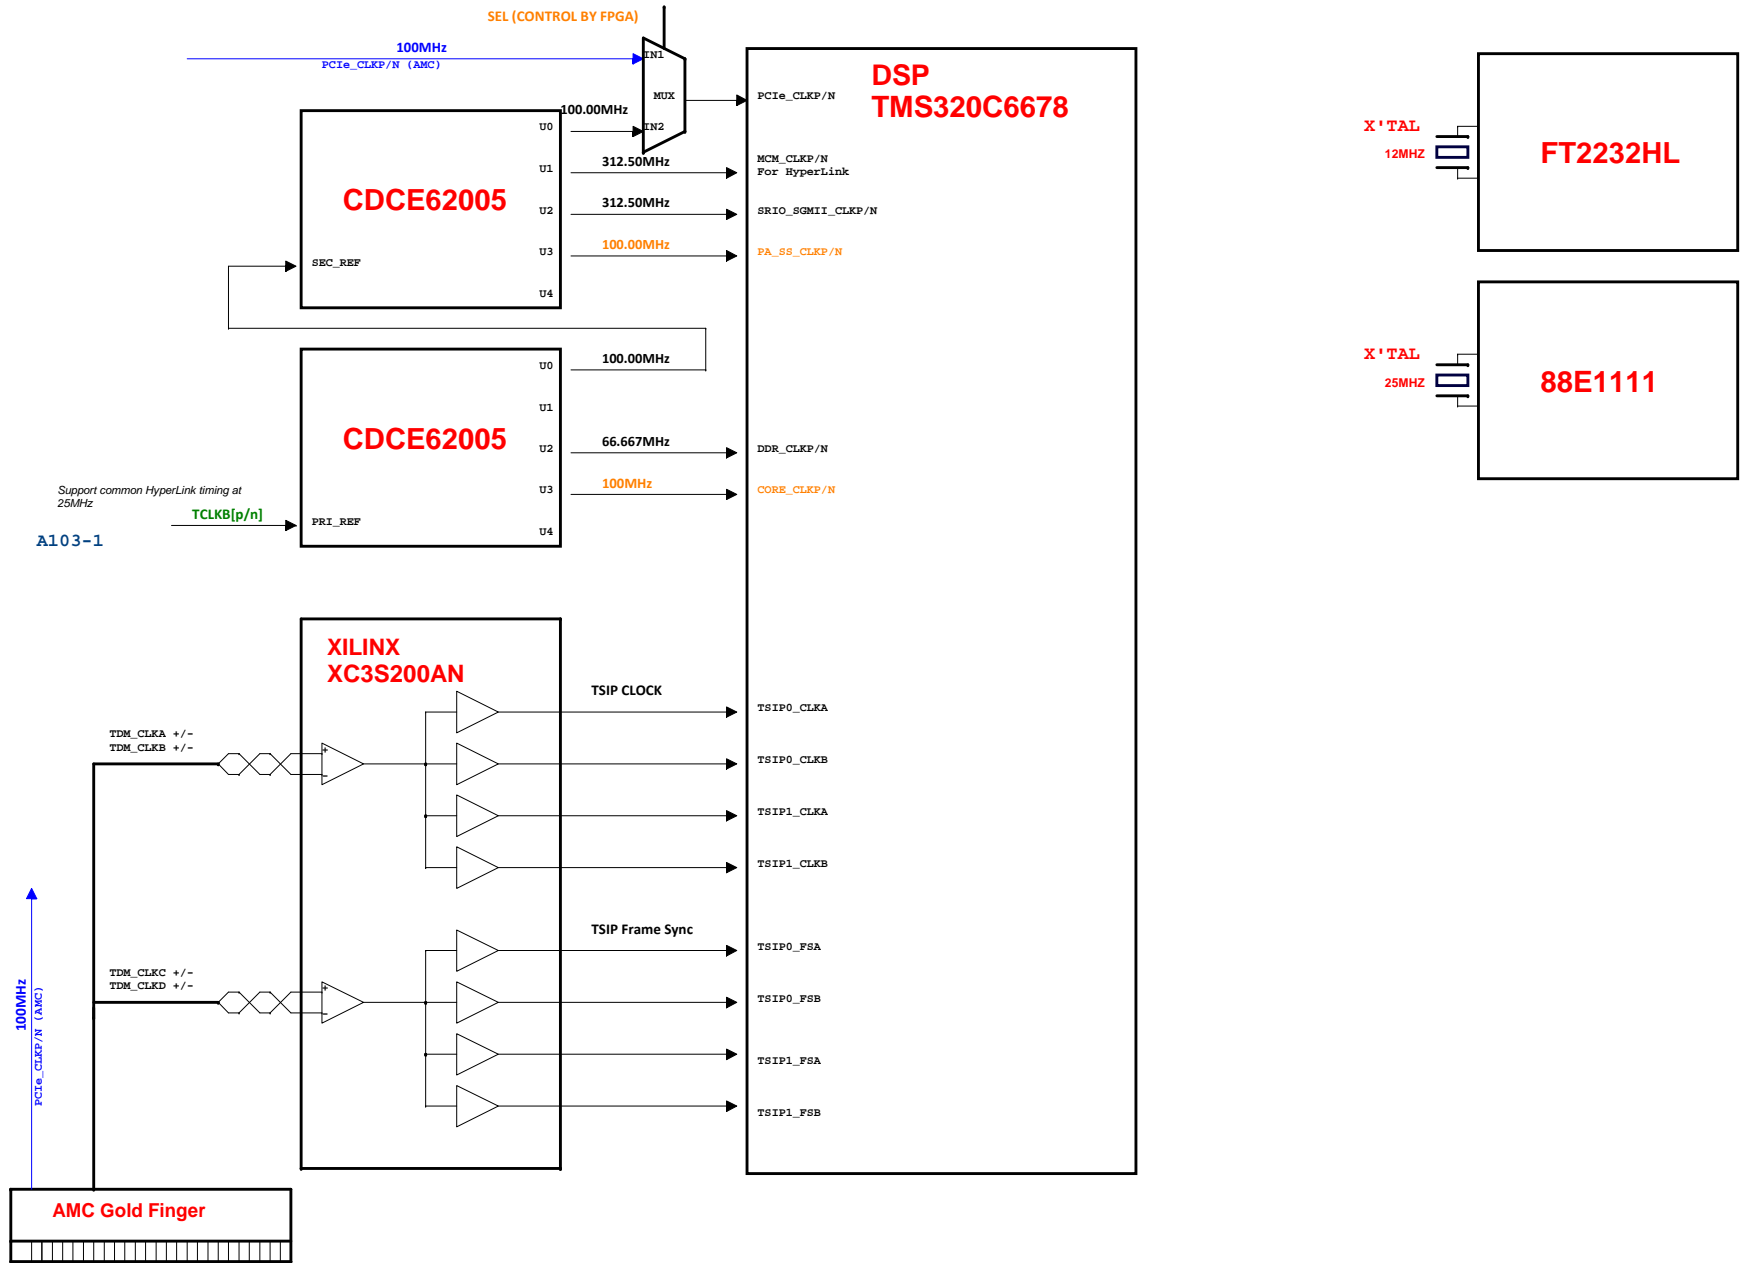 SEL (CONTROL BY FPGA)
100MHz
PCIe_CLKP/N (AMC)
IN1
MUX
IN2
100.00MHz
U0
U1
U2
U3
U4
CDCE62005
SEC_REF
312.50MHz
312.50MHz
100.00MHz
DSP
TMS320C6678
PCIe_CLKP/N
MCM_CLKP/N
For HyperLink
SRIO_SGMII_CLKP/N
PA_SS_CLKP/N
X'TAL
12MHZ
FT2232HL
X'TAL
25MHZ
88E1111
U0
U1
U2
U3
U4
CDCE62005
PRI_REF
100.00MHz
66.667MHz
100MHz
DDR_CLKP/N
CORE_CLKP/N
Support common HyperLink timing at
25MHz
TCLKB[p/n]
A103-1
XILINX
XC3S200AN
TSIP CLOCK
TDM_CLKA +/-
TDM_CLKB +/-
+
-
TSIP0_CLKA
TSIP0_CLKB
TSIP1_CLKA
TSIP1_CLKB
TSIP Frame Sync
TDM_CLKC +/-
TDM_CLKD +/-
+
-
TSIP0_FSA
TSIP0_FSB
TSIP1_FSA
TSIP1_FSB
100MHz
PCIe_CLKP/N (AMC)
AMC Gold Finger